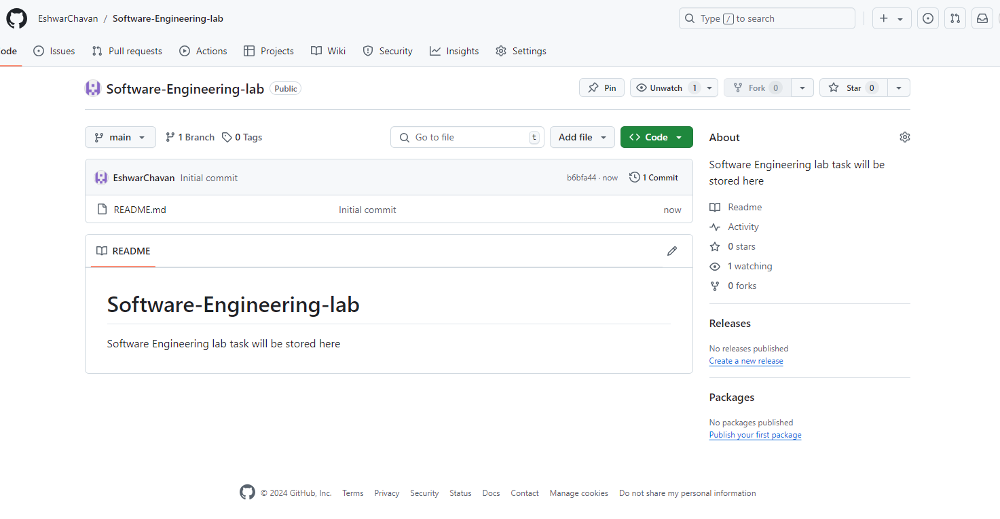 EshwarChavan / Software-Engineering-lab
Type / to search
ode Issues Pull requests Actions Projects Wiki Security Insights Settings
Software-Engineering-lab Public
Pin Unwatch 1 Fork 0 Star 0
main 1 Branch 0 Tags Go to file t Add file Code
EshwarChavan Initial commit b6bfa44 · now 1 Commit
README.md Initial commit now
README
Software-Engineering-lab
Software Engineering lab task will be stored here
About
Software Engineering lab task will be
stored here
Readme
Activity
0 stars
1 watching
0 forks
Releases
No releases published
Create a new release
Packages
No packages published
Publish your first package
© 2024 GitHub, Inc. Terms Privacy Security Status Docs Contact Manage cookies Do not share my personal information